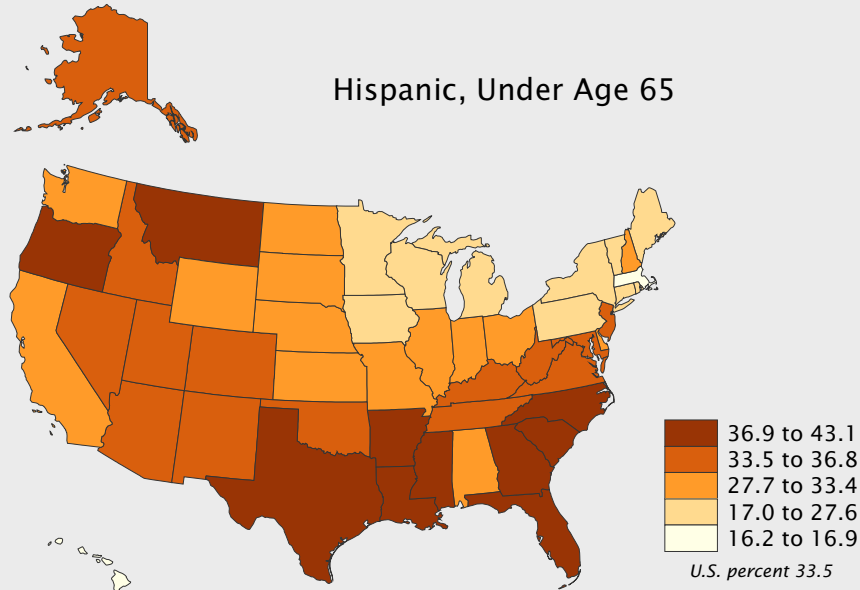 Hispanic, Under Age 65
36.9 to 43.1
33.5 to 36.8
27.7 to 33.4
17.0 to 27.6
16.2 to 16.9
U.S. percent 33.5